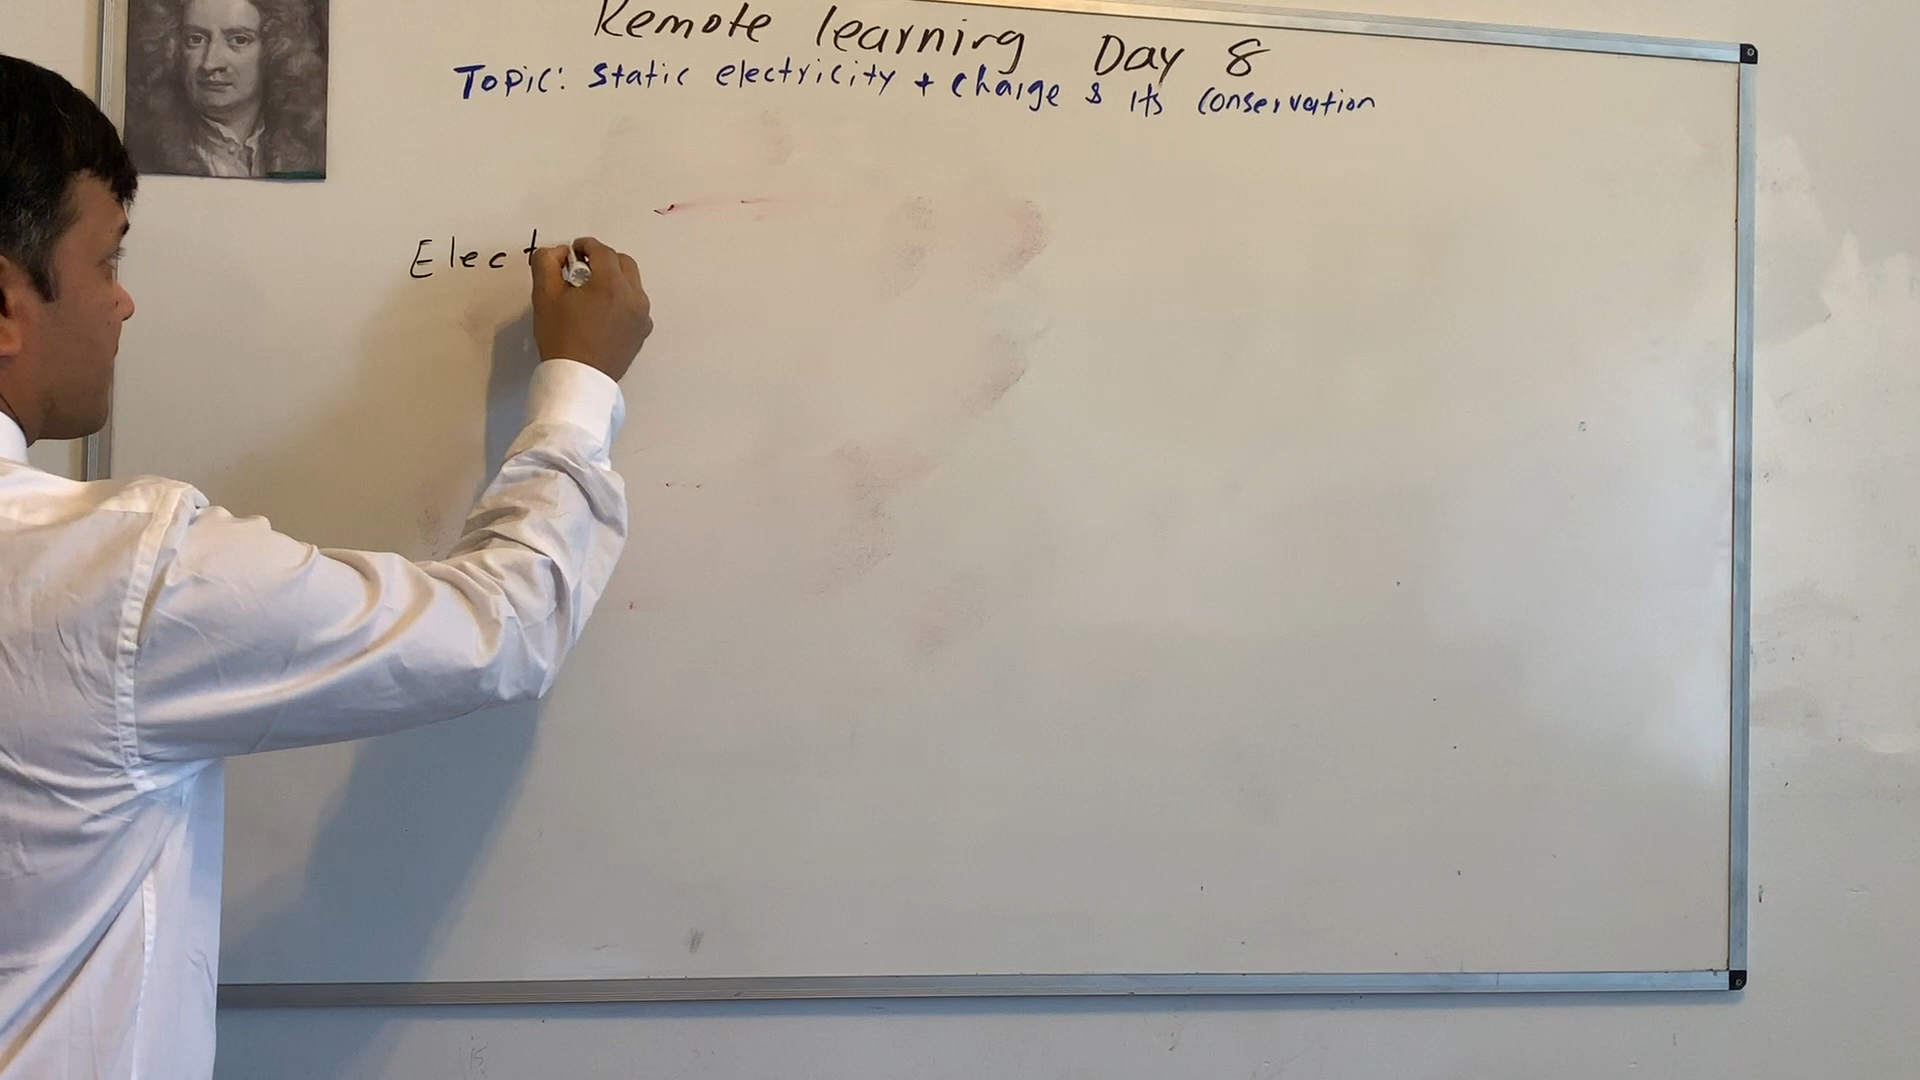 Remote learning Day 8
Topic: Static electricity + Charge & its Conservation
Elect